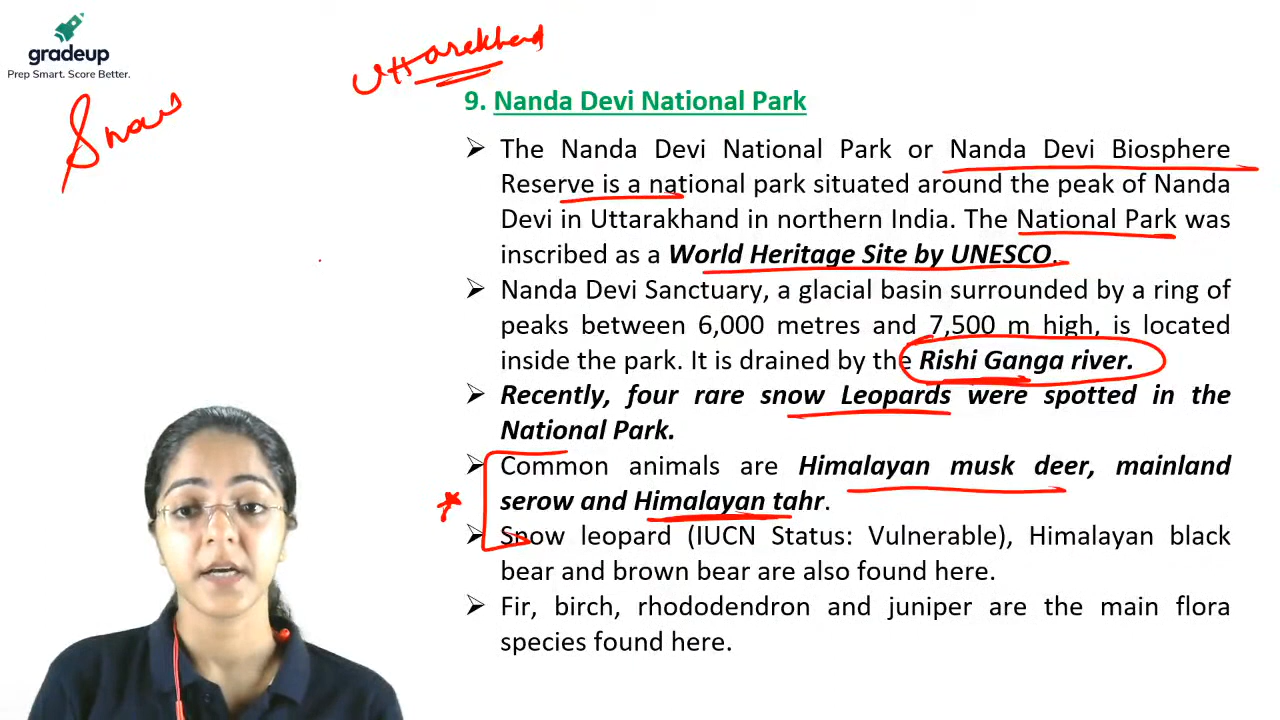 gradeup
Prep Smart. Score Better.
Uttarakhand
Snow
9. Nanda Devi National Park
➢ The Nanda Devi National Park or Nanda Devi Biosphere
Reserve is a national park situated around the peak of Nanda
Devi in Uttarakhand in northern India. The National Park was
inscribed as a World Heritage Site by UNESCO.
➢ Nanda Devi Sanctuary, a glacial basin surrounded by a ring of
peaks between 6,000 metres and 7,500 m high, is located
inside the park. It is drained by the Rishi Ganga river.
➢ Recently, four rare snow Leopards were spotted in the
National Park.
➢ Common animals are Himalayan musk deer, mainland
serow and Himalayan tahr.
➢ Snow leopard (IUCN Status: Vulnerable), Himalayan black
bear and brown bear are also found here.
➢ Fir, birch, rhododendron and juniper are the main flora
species found here.